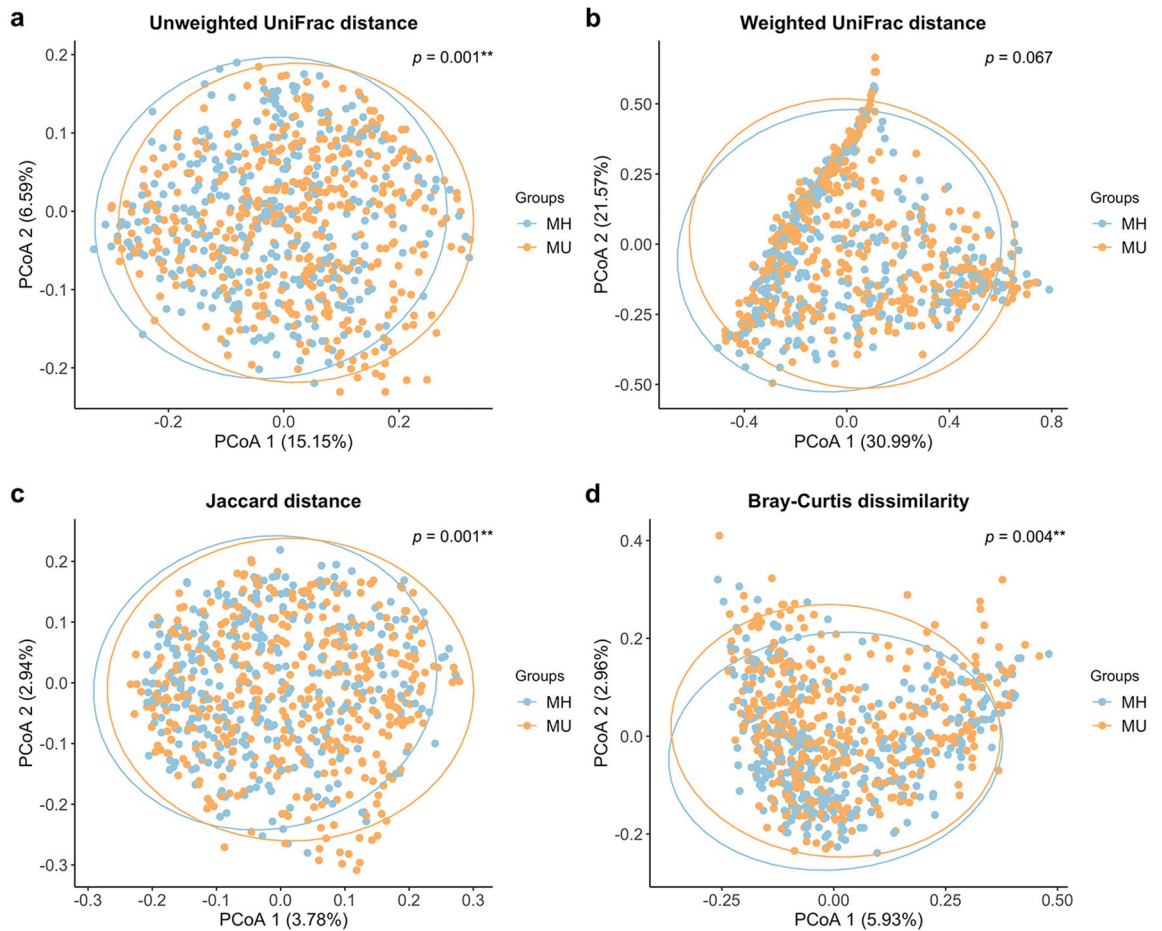 a
Unweighted UniFrac distance
p = 0.001**
PCoA 2 (6.59%)
0.2
0.1
0.0
-0.1
-0.2
-0.2 0.0 0.2
PCoA 1 (15.15%)
Groups
MH
MU
b
Weighted UniFrac distance
p = 0.067
PCoA 2 (21.57%)
0.50
0.25
0.00
-0.25
-0.50
-0.4 0.0 0.4 0.8
PCoA 1 (30.99%)
Groups
MH
MU
c
Jaccard distance
p = 0.001**
PCoA 2 (2.94%)
0.2
0.1
0.0
-0.1
-0.2
-0.3
-0.3 -0.2 -0.1 0.0 0.1 0.2 0.3
PCoA 1 (3.78%)
Groups
MH
MU
d
Bray-Curtis dissimilarity
p = 0.004**
PCoA 2 (2.96%)
0.4
0.2
0.0
-0.2
-0.25 0.00 0.25 0.50
PCoA 1 (5.93%)
Groups
MH
MU